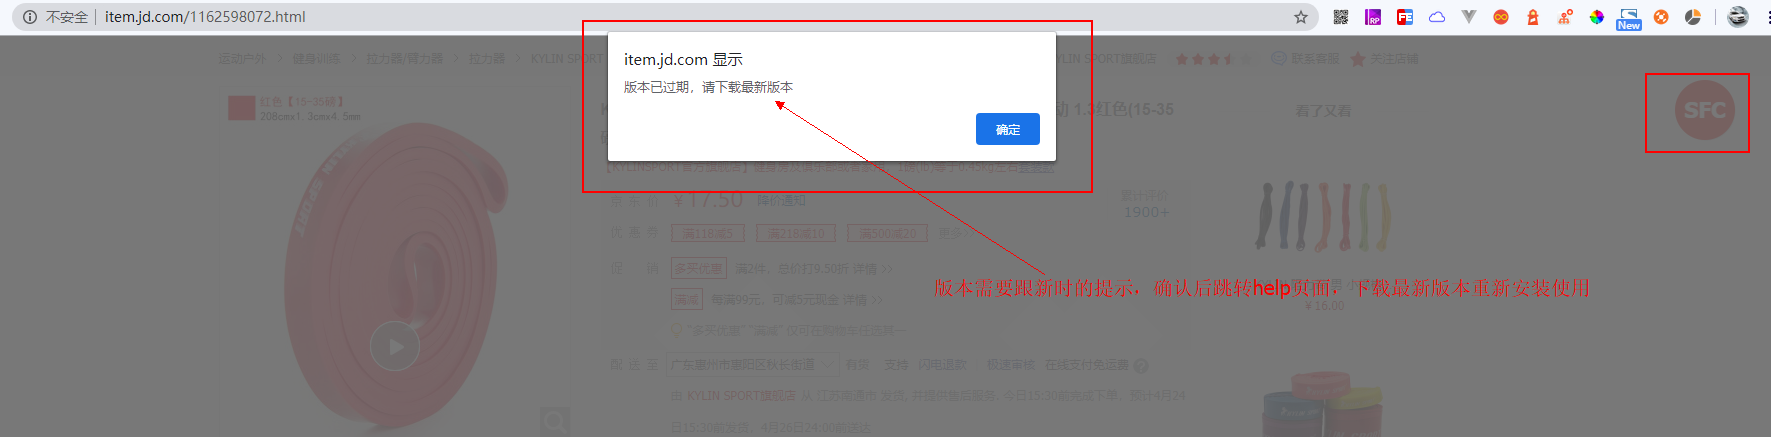 不安全 | item.jd.com/1162598072.html
RP
FE
New
运动户外 > 健身训练 > 拉力器/臂力器 > 拉力器 > KYLIN SPORT
KYLIN SPORT旗舰店
联系客服
关注店铺
item.jd.com 显示
版本已过期，请下载最新版本
确定
红色【15-35磅】
208cmx1.3cmx4.5mm
动 1.3红色(15-35
看了又看
SFC
京 东 价
￥17.50
降价通知
累计评价
1900+
优 惠 券
满118减5
满218减10
满500减20
更多
促 销
多买优惠
满2件，总价打9.50折 详情 >>
版本需要跟新时的提示，确认后跳转help页面，下载最新版本重新安装使用
满减
每满99元，可减5元现金 详情 >>
￥16.00
"多买优惠" "满减" 仅可在购物车任选其一
配 送 至
广东惠州市惠阳区秋长街道
有货
支持
闪电退款
极速审核
在线支付免运费
由 KYLIN SPORT旗舰店 从 江苏南通市 发货, 并提供售后服务. 今日15:30前完成下单，预计4月24
日15:30前发货，4月26日24:00前送达